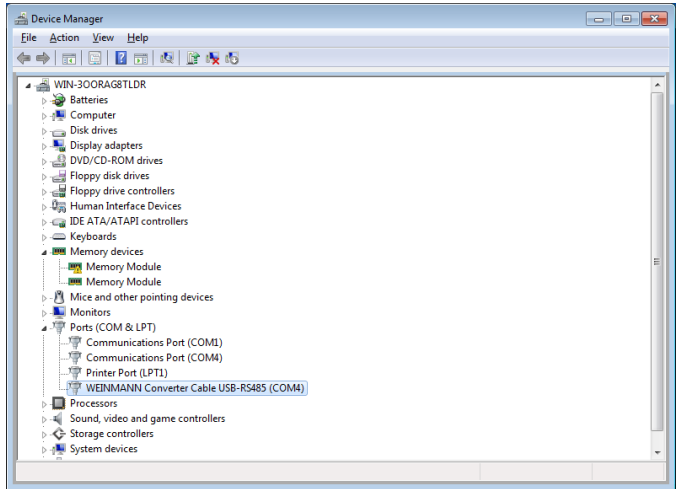 Device Manager
File Action View Help
WIN-3OORAG8TLDR
Batteries
Computer
Disk drives
Display adapters
DVD/CD-ROM drives
Floppy disk drives
Floppy drive controllers
Human Interface Devices
IDE ATA/ATAPI controllers
Keyboards
Memory devices
Memory Module
Memory Module
Mice and other pointing devices
Monitors
Ports (COM & LPT)
Communications Port (COM1)
Communications Port (COM4)
Printer Port (LPT1)
WEINMANN Converter Cable USB-RS485 (COM4)
Processors
Sound, video and game controllers
Storage controllers
System devices